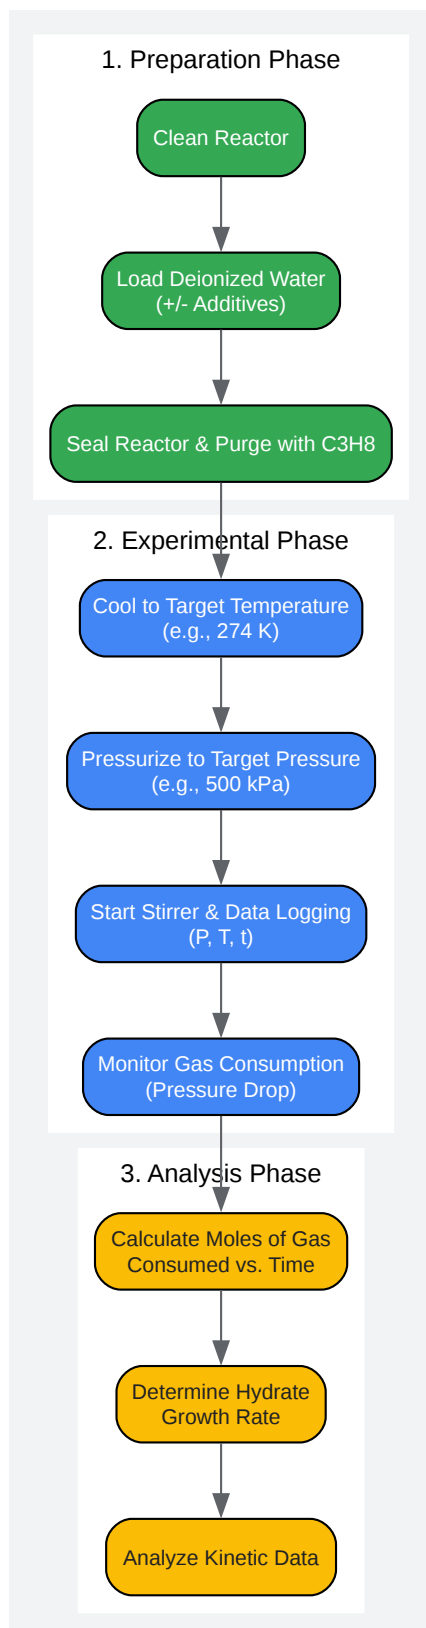 1. Preparation Phase
Clean Reactor
Load Deionized Water
(+/- Additives)
Seal Reactor & Purge with C3H8
2. Experimental Phase
Cool to Target Temperature
(e.g., 274 K)
Pressurize to Target Pressure
(e.g., 500 kPa)
Start Stirrer & Data Logging
(P, T, t)
Monitor Gas Consumption
(Pressure Drop)
3. Analysis Phase
Calculate Moles of Gas
Consumed vs. Time
Determine Hydrate
Growth Rate
Analyze Kinetic Data